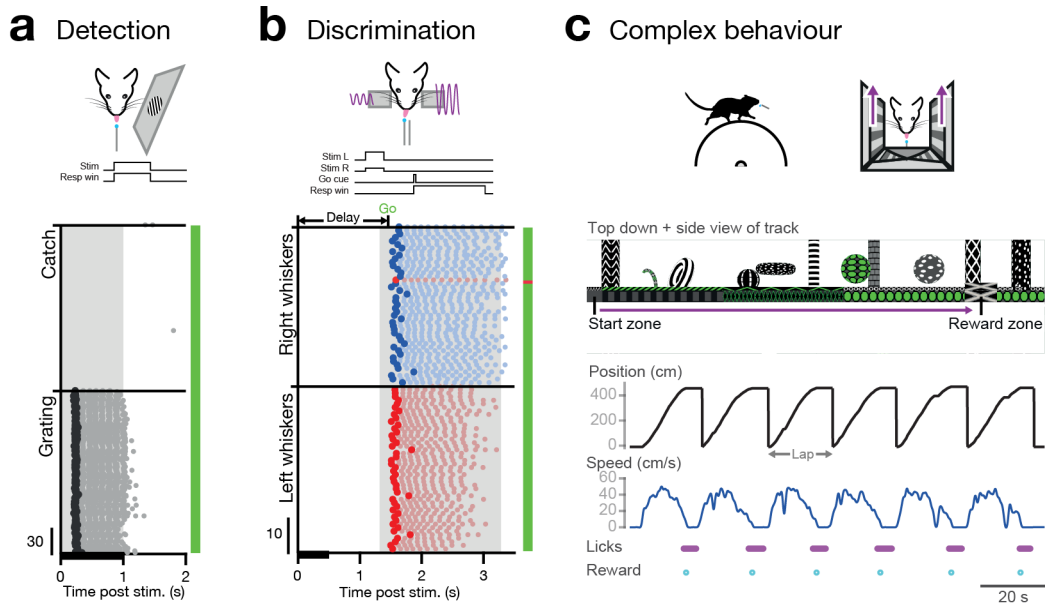 a Detection
Stim
Resp win
Catch
Grating
30
0 1 2
Time post stim. (s)
b Discrimination
Stim L
Stim R
Go cue
Resp win
Go
Delay
Right whiskers
Left whiskers
10
0 1 2 3
Time post stim. (s)
c Complex behaviour
Top down + side view of track
Start zone Reward zone
Position (cm)
400
200
0
Lap
Speed (cm/s)
60
40
20
0
Licks
Reward
20 s